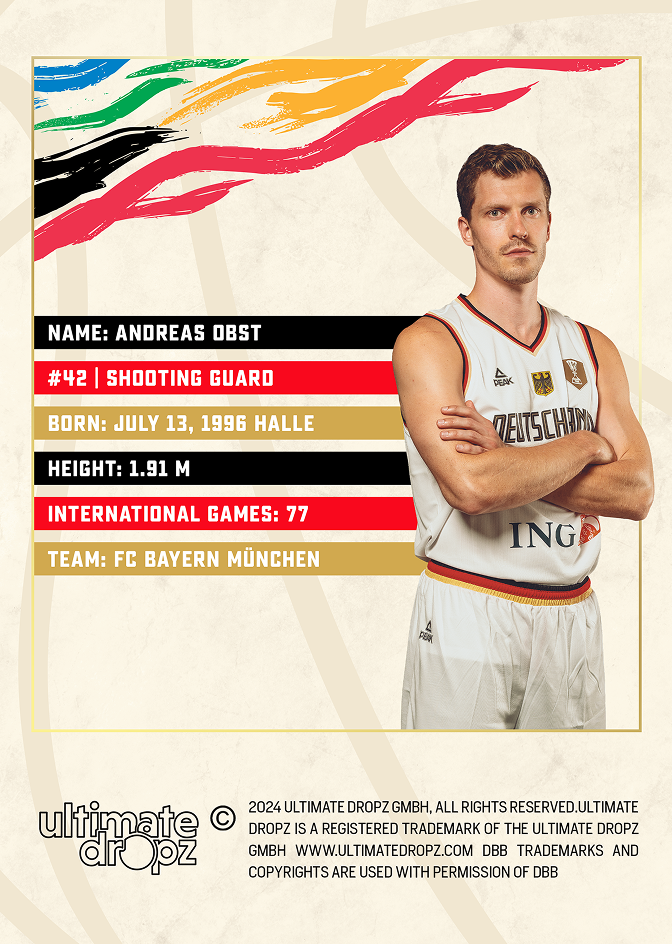 NAME: ANDREAS OBST
#42 | SHOOTING GUARD
BORN: JULY 13, 1996 HALLE
HEIGHT: 1.91 M
INTERNATIONAL GAMES: 77
TEAM: FC BAYERN MÜNCHEN
PEAK
DEUTSCHLAND
ING
PEAK
ultimate
dropz
©
2024 ULTIMATE DROPZ GMBH, ALL RIGHTS RESERVED.ULTIMATE
DROPZ IS A REGISTERED TRADEMARK OF THE ULTIMATE DROPZ
GMBH WWW.ULTIMATEDROPZ.COM DBB TRADEMARKS AND
COPYRIGHTS ARE USED WITH PERMISSION OF DBB